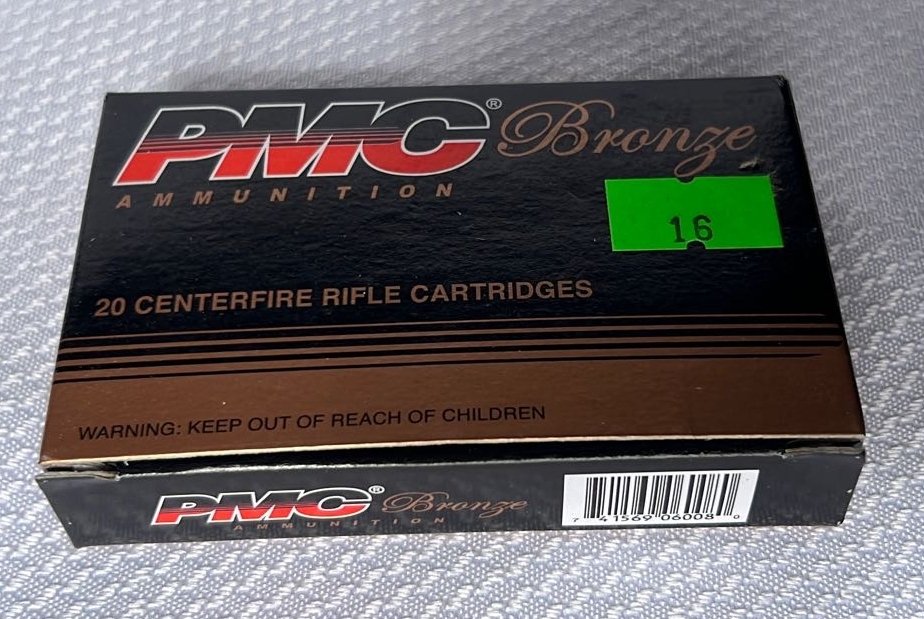 PMC® Bronze
AMMUNITION
16
20 CENTERFIRE RIFLE CARTRIDGES
WARNING: KEEP OUT OF REACH OF CHILDREN
PMC® Bronze
AMMUNITION
7 41569 06008 0